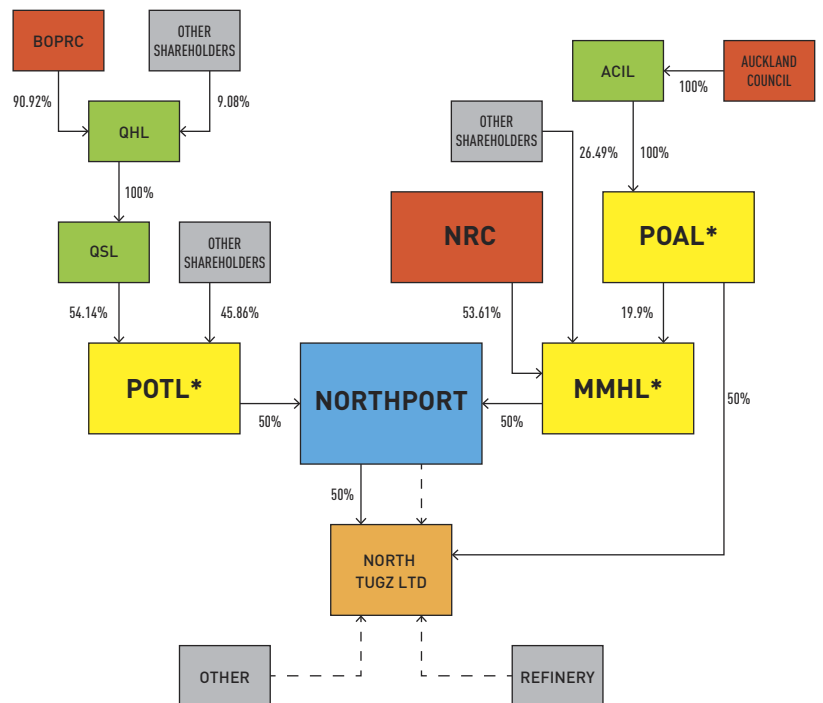 BOPRC
OTHER
SHAREHOLDERS
ACIL
AUCKLAND
COUNCIL
100%
90.92%
9.08%
QHL
OTHER
SHAREHOLDERS
26.49%
100%
100%
QSL
OTHER
SHAREHOLDERS
NRC
POAL*
54.14%
45.86%
53.61%
19.9%
POTL*
NORTHPORT
MMHL*
50%
50%
50%
50%
NORTH
TUGZ LTD
OTHER
REFINERY